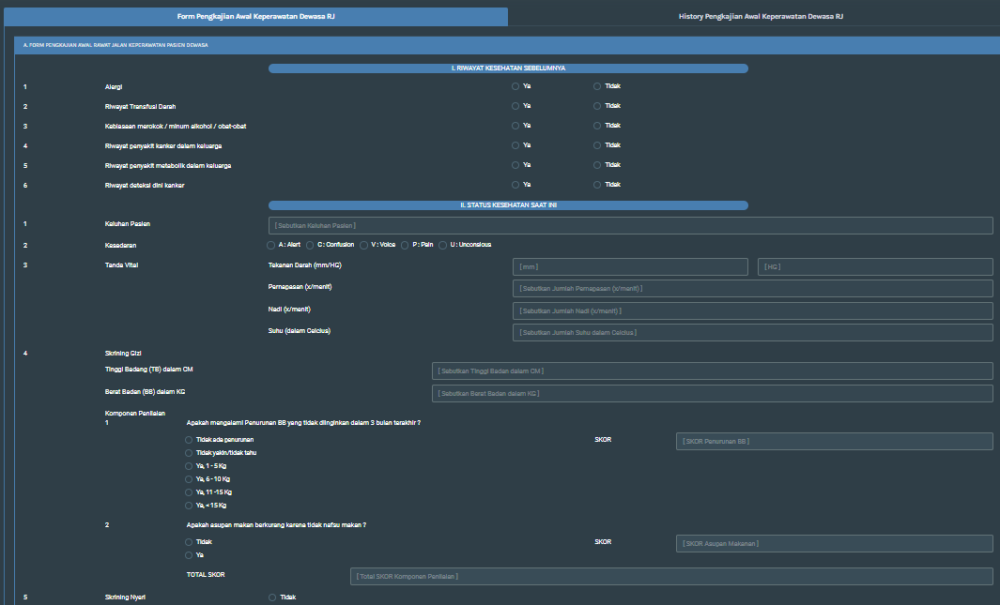 Form Pengkajian Awal Keperawatan Dewasa RJ
History Pengkajian Awal Keperawatan Dewasa RJ
A. FORM PENGKAJIAN AWAL RAWAT JALAN KEPERAWATAN PASIEN DEWASA
I. RIWAYAT KESEHATAN SEBELUMNYA
1 Alergi Ya Tidak
2 Riwayat Transfusi Darah Ya Tidak
3 Kebiasaan merokok / minum alkohol / obat-obat Ya Tidak
4 Riwayat penyakit kanker dalam keluarga Ya Tidak
5 Riwayat penyakit metabolik dalam keluarga Ya Tidak
6 Riwayat deteksi dini kanker Ya Tidak
II. STATUS KESEHATAN SAAT INI
1 Keluhan Pasien [ Sebutkan Keluhan Pasien ]
2 Kesadaran A : Alert C : Confusion V : Voice P : Pain U : Unconsious
3 Tanda Vital Tekanan Darah (mm/HG) [ mm ] [ HG ]
Pernapasan (x/menit) [ Sebutkan Jumlah Pernapasan (x/menit) ]
Nadi (x/menit) [ Sebutkan Jumlah Nadi (x/menit) ]
Suhu (dalam Celcius) [ Sebutkan Jumlah Suhu dalam Celcius ]
4 Skrining Gizi
Tinggi Badang (TB) dalam CM [ Sebutkan Tinggi Badan dalam CM ]
Berat Badan (BB) dalam KG [ Sebutkan Berat Badan dalam KG ]
Komponen Penilaian
1 Apakah mengalami Penurunan BB yang tidak diinginkan dalam 3 bulan terakhir ?
Tidak ada penurunan SKOR [ SKOR Penurunan BB ]
Tidak yakin/tidak tahu
Ya, 1 - 5 Kg
Ya, 6 - 10 Kg
Ya, 11 -15 Kg
Ya, < 15 Kg
2 Apakah asupan makan berkurang karena tidak nafsu makan ?
Tidak SKOR [ SKOR Asupan Makanan ]
Ya
TOTAL SKOR [ Total SKOR Komponen Penilaian ]
5 Skrining Nyeri Tidak